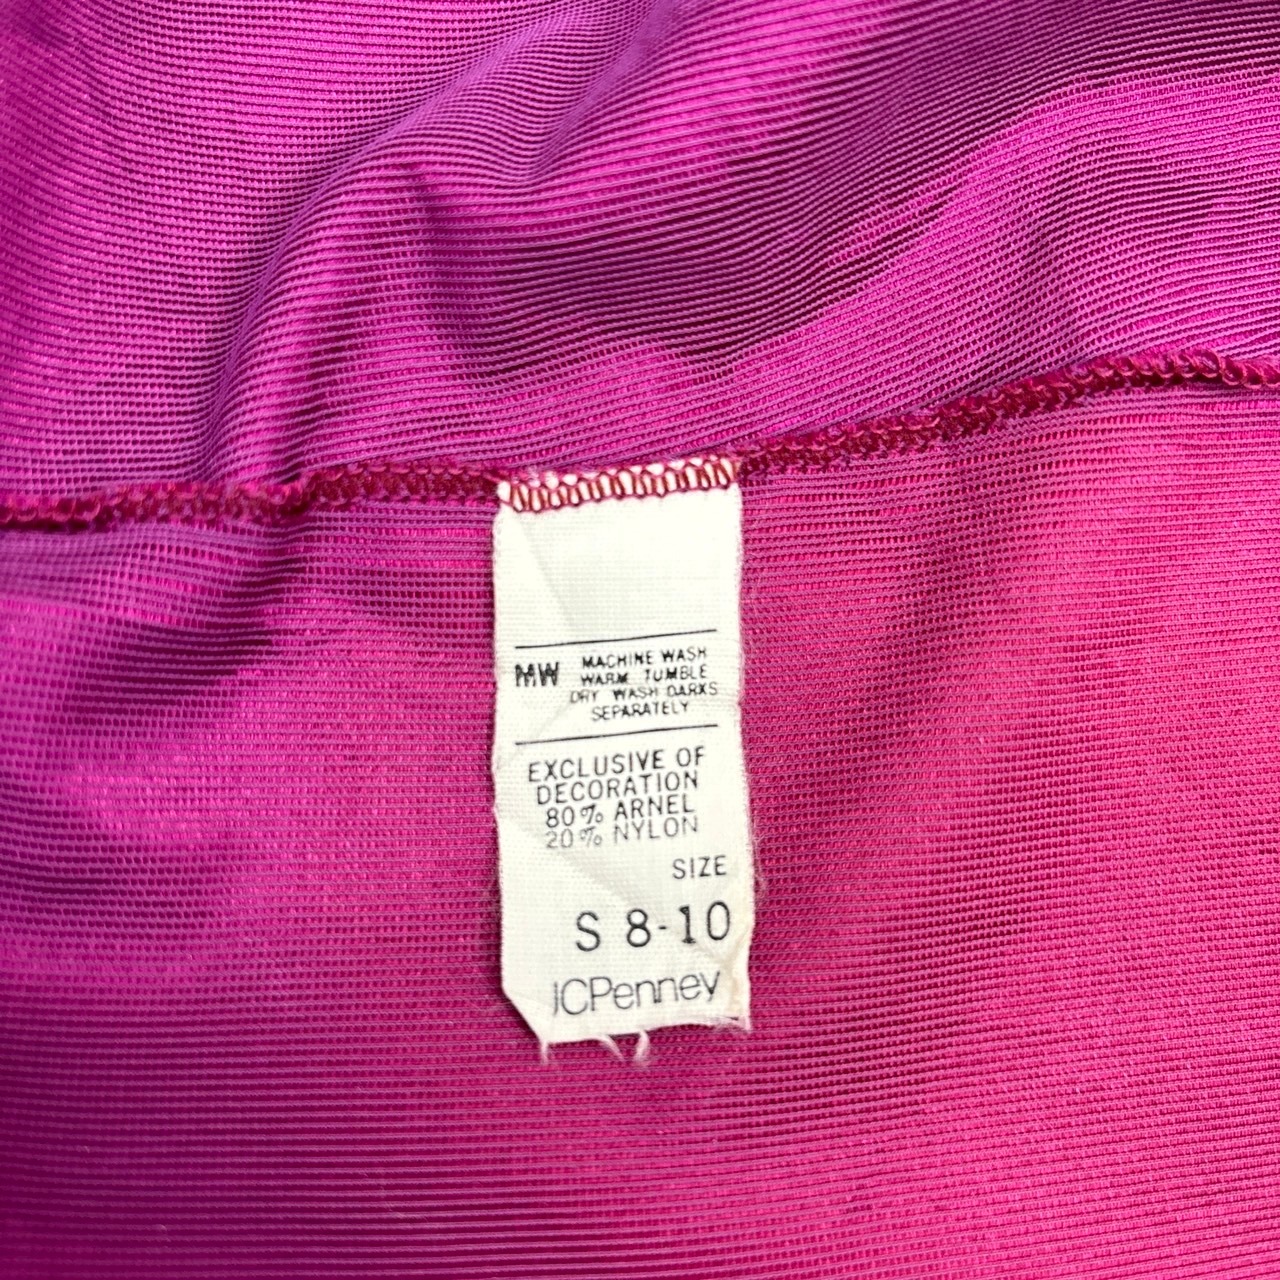 MW MACHINE WASH
WARM TUMBLE
DRY WASH DARKS
SEPARATELY
EXCLUSIVE OF
DECORATION
80% ARNEL
20% NYLON
SIZE
S 8-10
JCPenney